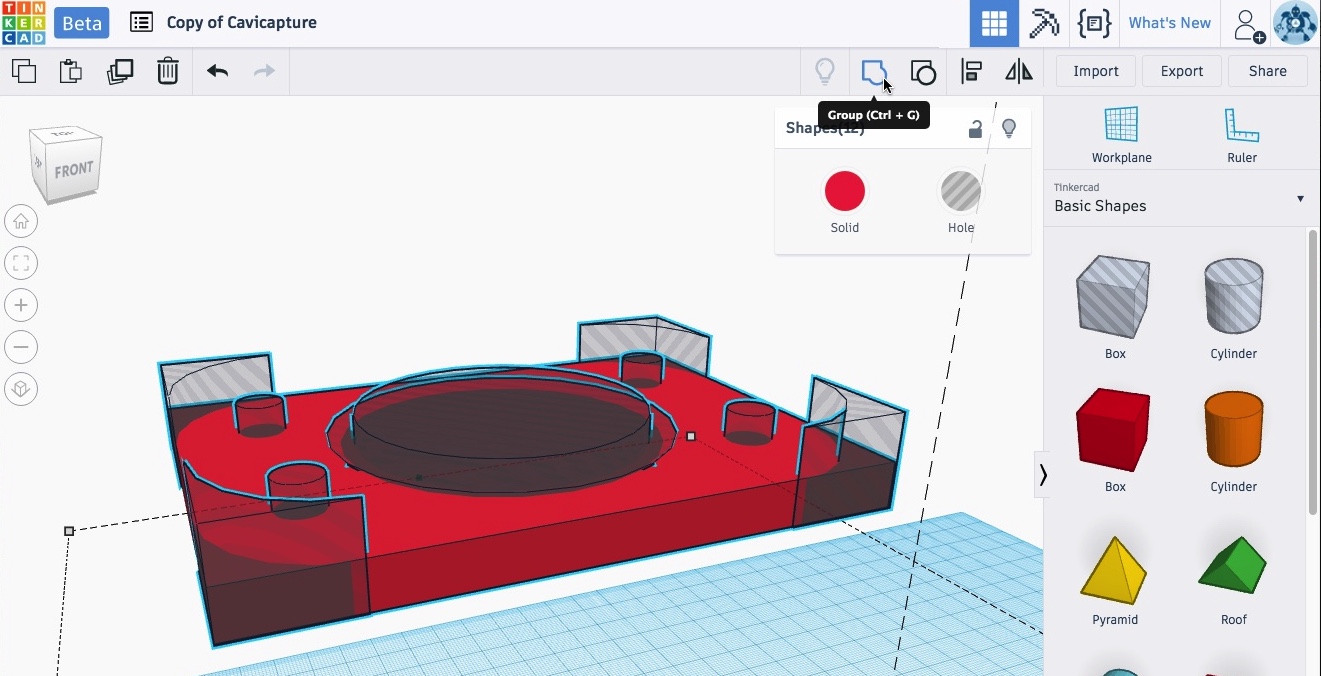 TIN
KER
CAD
Beta
Copy of Cavicapture
What's New
Import
Export
Share
Group (Ctrl + G)
Shapes(12)
Solid
Hole
TOP
FRONT
Workplane
Ruler
Tinkercad
Basic Shapes
Box
Cylinder
Box
Cylinder
Pyramid
Roof